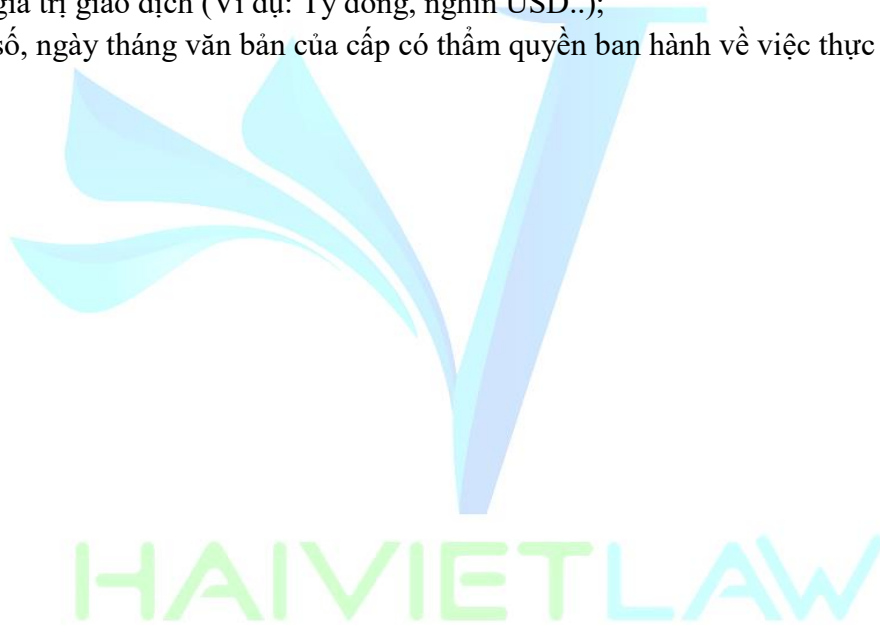 giá trị giao dịch (Ví dụ: Tỷ đồng, nghìn USD..);
số, ngày tháng văn bản của cấp có thẩm quyền ban hành về việc thực
HAIVIETLAW